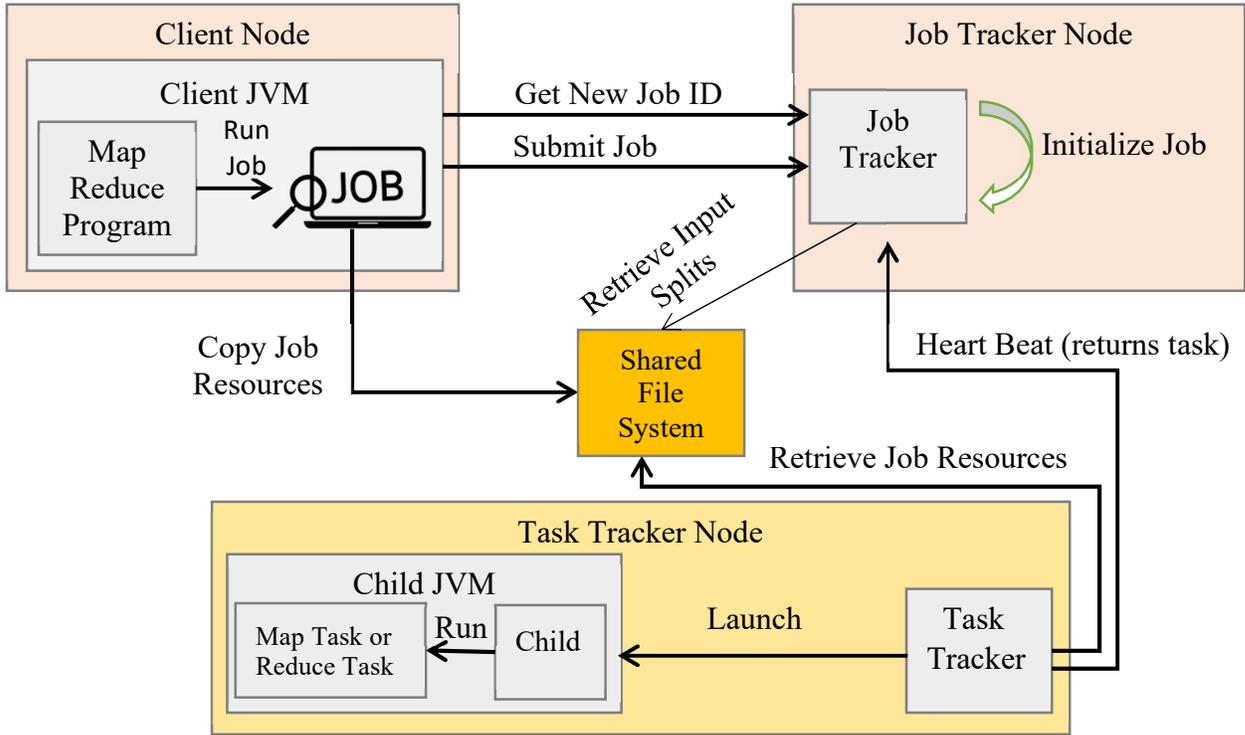 Client Node
Client JVM
Map
Reduce
Program
Run
Job
JOB
Get New Job ID
Submit Job
Job Tracker Node
Job
Tracker
Initialize Job
Retrieve Input
Splits
Copy Job
Resources
Shared
File
System
Heart Beat (returns task)
Retrieve Job Resources
Task Tracker Node
Child JVM
Map Task or
Reduce Task
Run
Child
Launch
Task
Tracker